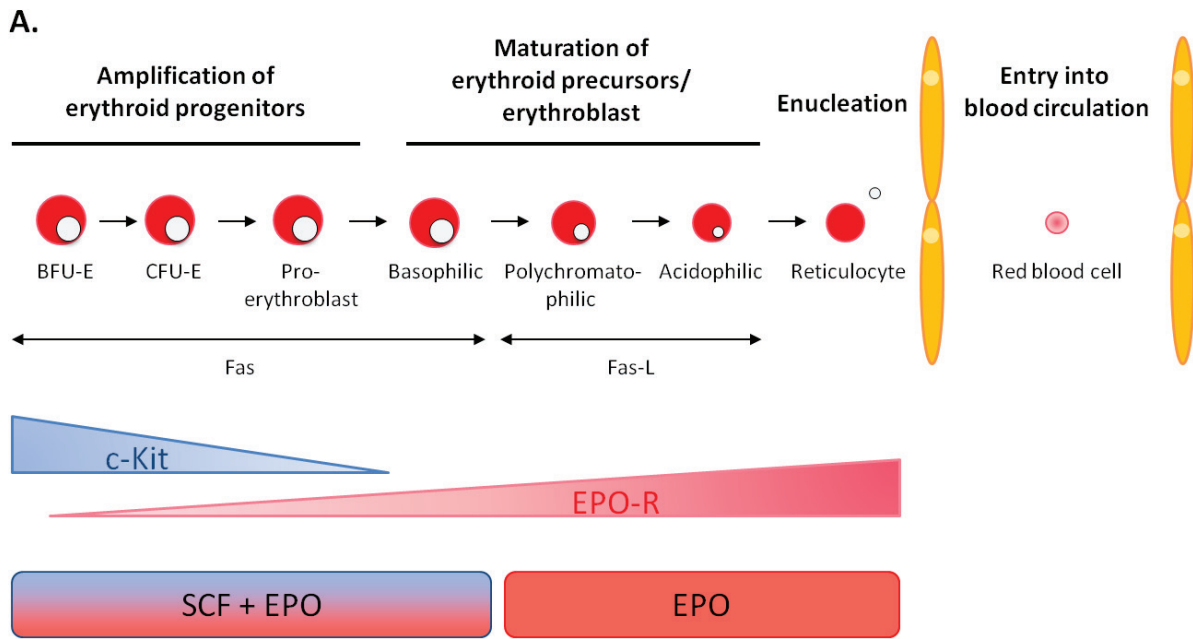 A.
Amplification of
erythroid progenitors
Maturation of
erythroid precursors/
erythroblast
Enucleation
Entry into
blood circulation
BFU-E
CFU-E
Pro-
erythroblast
Basophilic
Polychromato-
philic
Acidophilic
Reticulocyte
Red blood cell
Fas
Fas-L
c-Kit
EPO-R
SCF + EPO
EPO